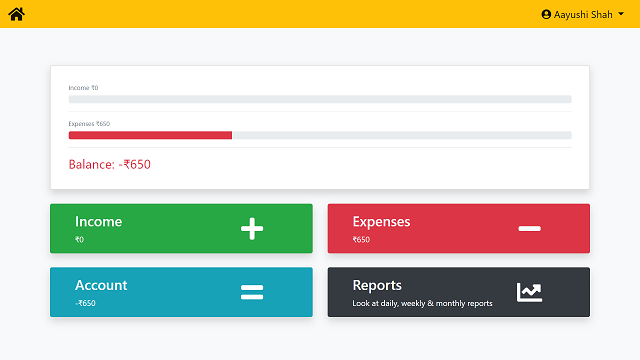 Aayushi Shah
Income ₹0
Expenses ₹650
Balance: -₹650
Income
₹0
Expenses
₹650
Account
-₹650
Reports
Look at daily, weekly & monthly reports